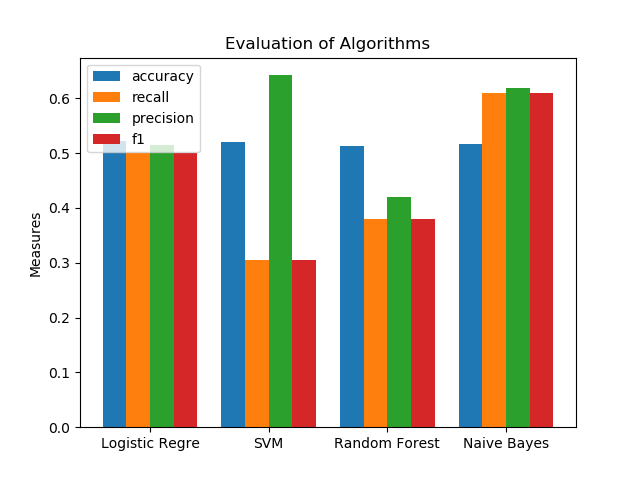 Evaluation of Algorithms
accuracy
recall
precision
f1
0.6
0.5
0.4
0.3
0.2
0.1
0.0
Measures
Logistic Regre SVM Random Forest Naive Bayes